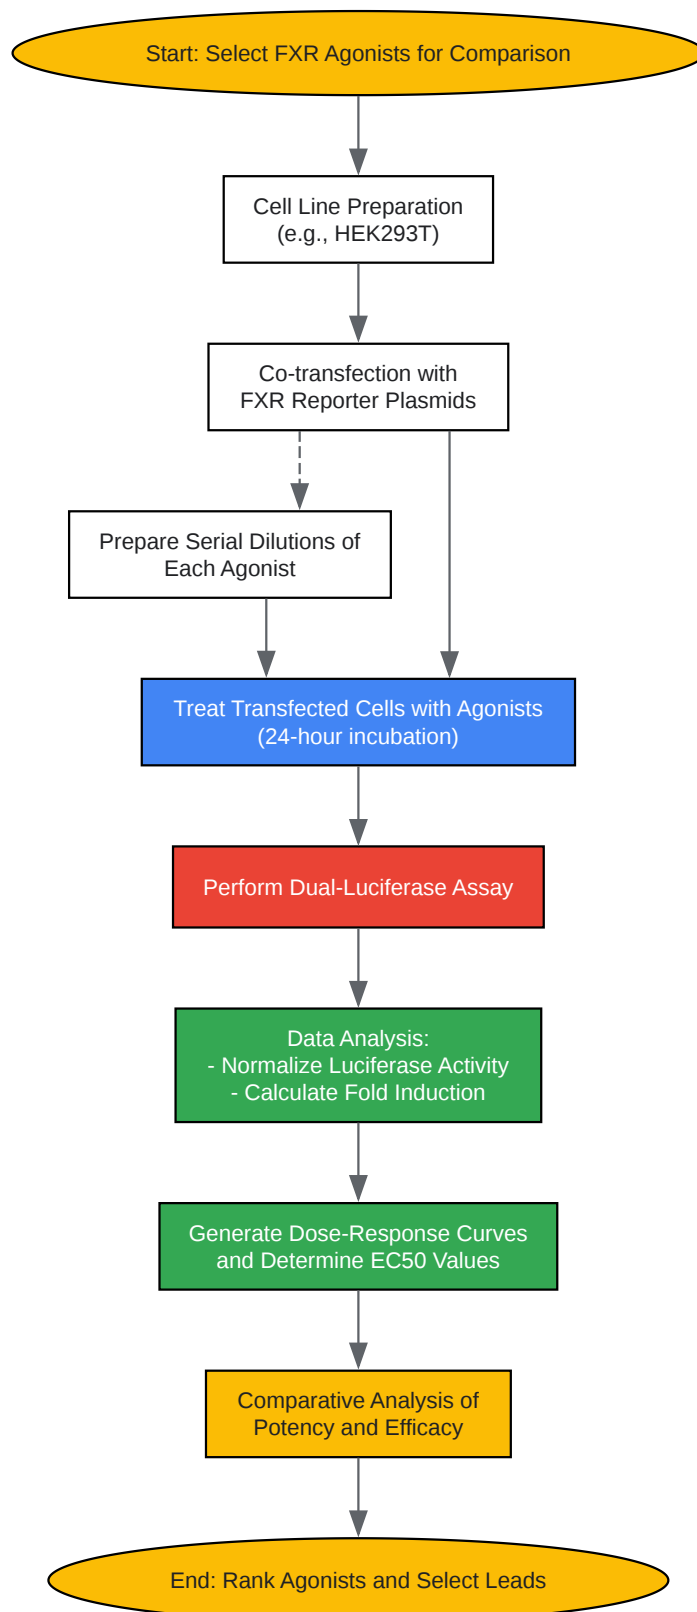 Start: Select FXR Agonists for Comparison
Cell Line Preparation
(e.g., HEK293T)
Co-transfection with
FXR Reporter Plasmids
Prepare Serial Dilutions of
Each Agonist
Treat Transfected Cells with Agonists
(24-hour incubation)
Perform Dual-Luciferase Assay
Data Analysis:
- Normalize Luciferase Activity
- Calculate Fold Induction
Generate Dose-Response Curves
and Determine EC50 Values
Comparative Analysis of
Potency and Efficacy
End: Rank Agonists and Select Leads